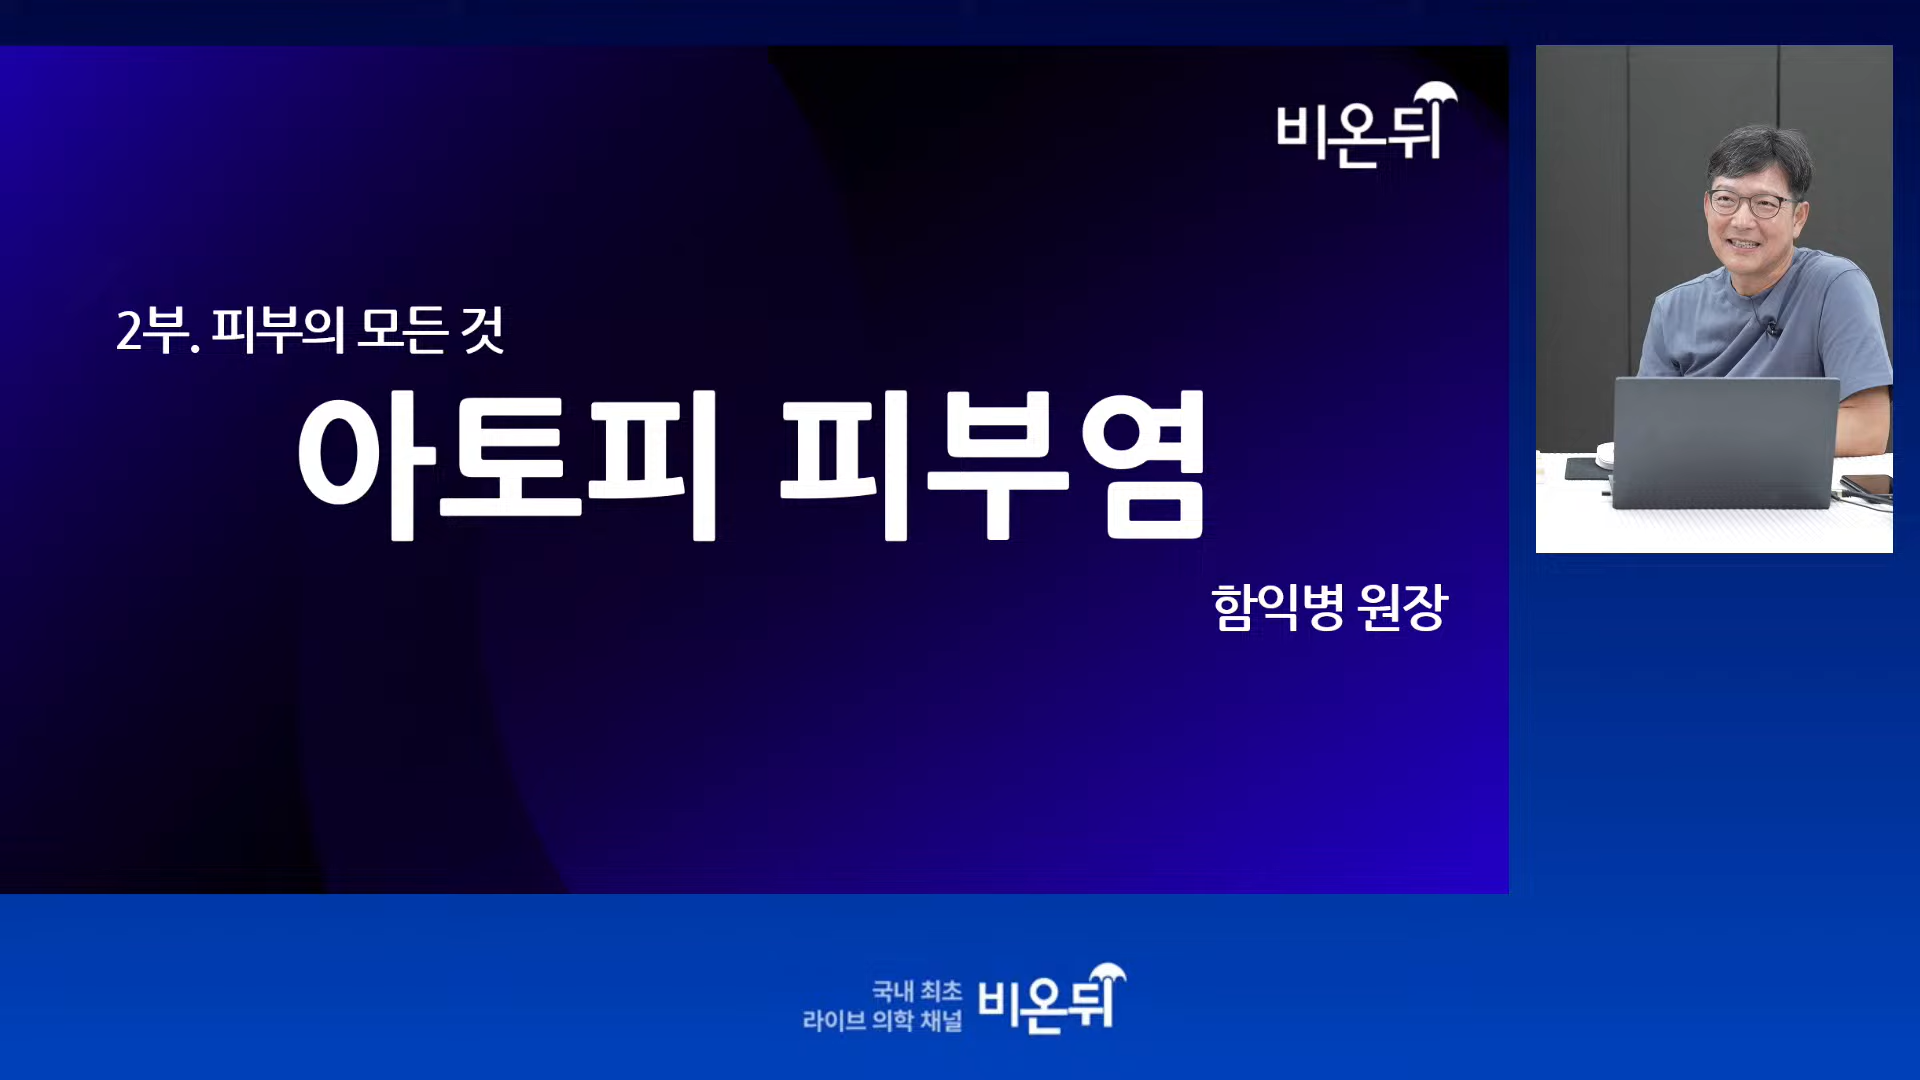 비온뒤
2부. 피부의 모든 것
아토피 피부염
함익병 원장
국내 최초
라이브 의학 채널
비온뒤